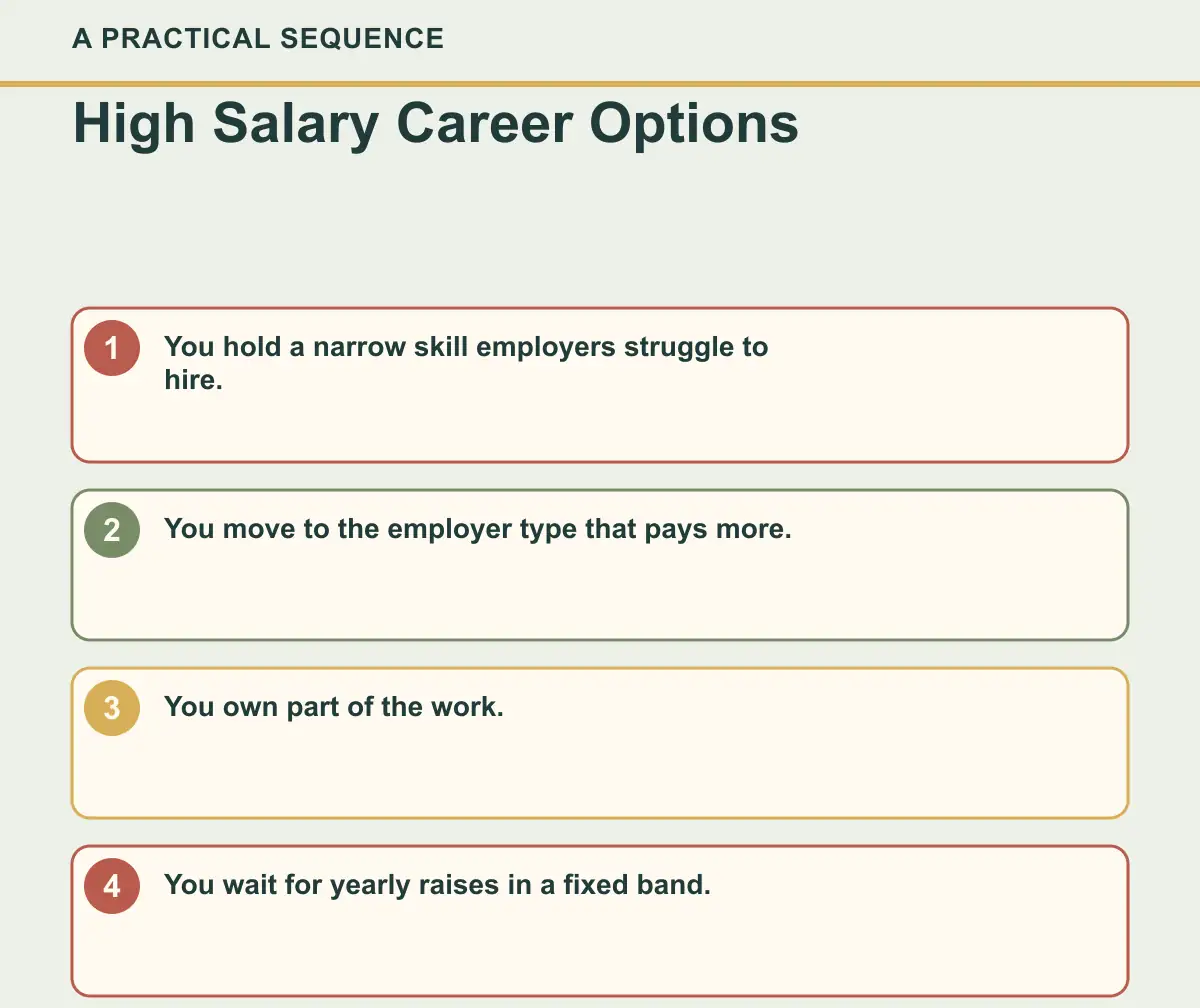 A PRACTICAL SEQUENCE
High Salary Career Options
1
You hold a narrow skill employers struggle to
hire.
2
You move to the employer type that pays more.
3
You own part of the work.
4
You wait for yearly raises in a fixed band.